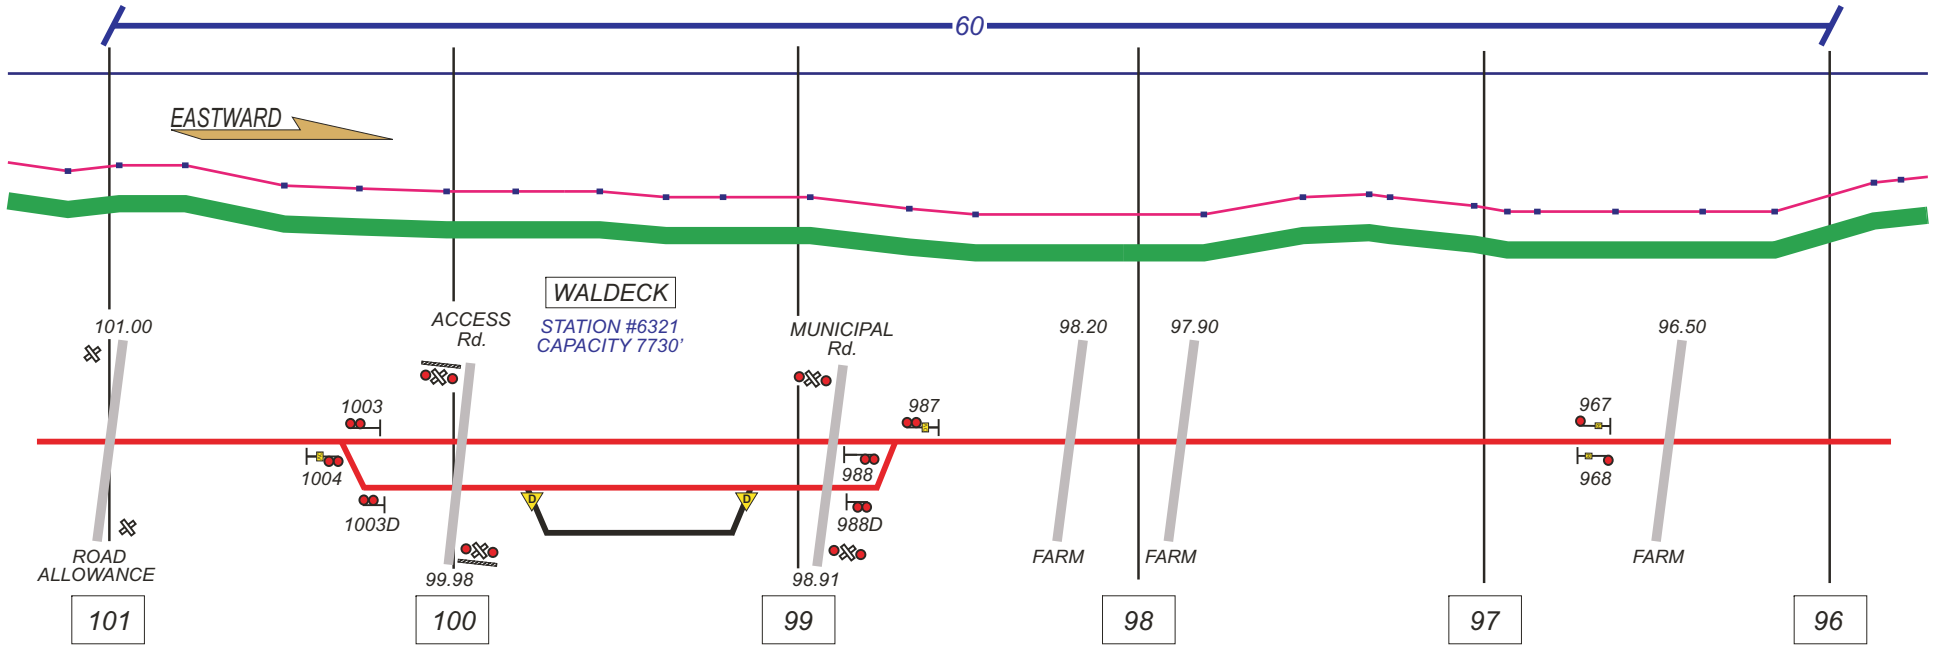 60
EASTWARD
WALDECK
STATION #6321
CAPACITY 7730'
101.00
ACCESS
Rd.
MUNICIPAL
Rd.
98.20
97.90
96.50
1003
987
967
1004
988
968
1003D
D
D
988D
ROAD
ALLOWANCE
99.98
98.91
FARM
FARM
FARM
101
100
99
98
97
96